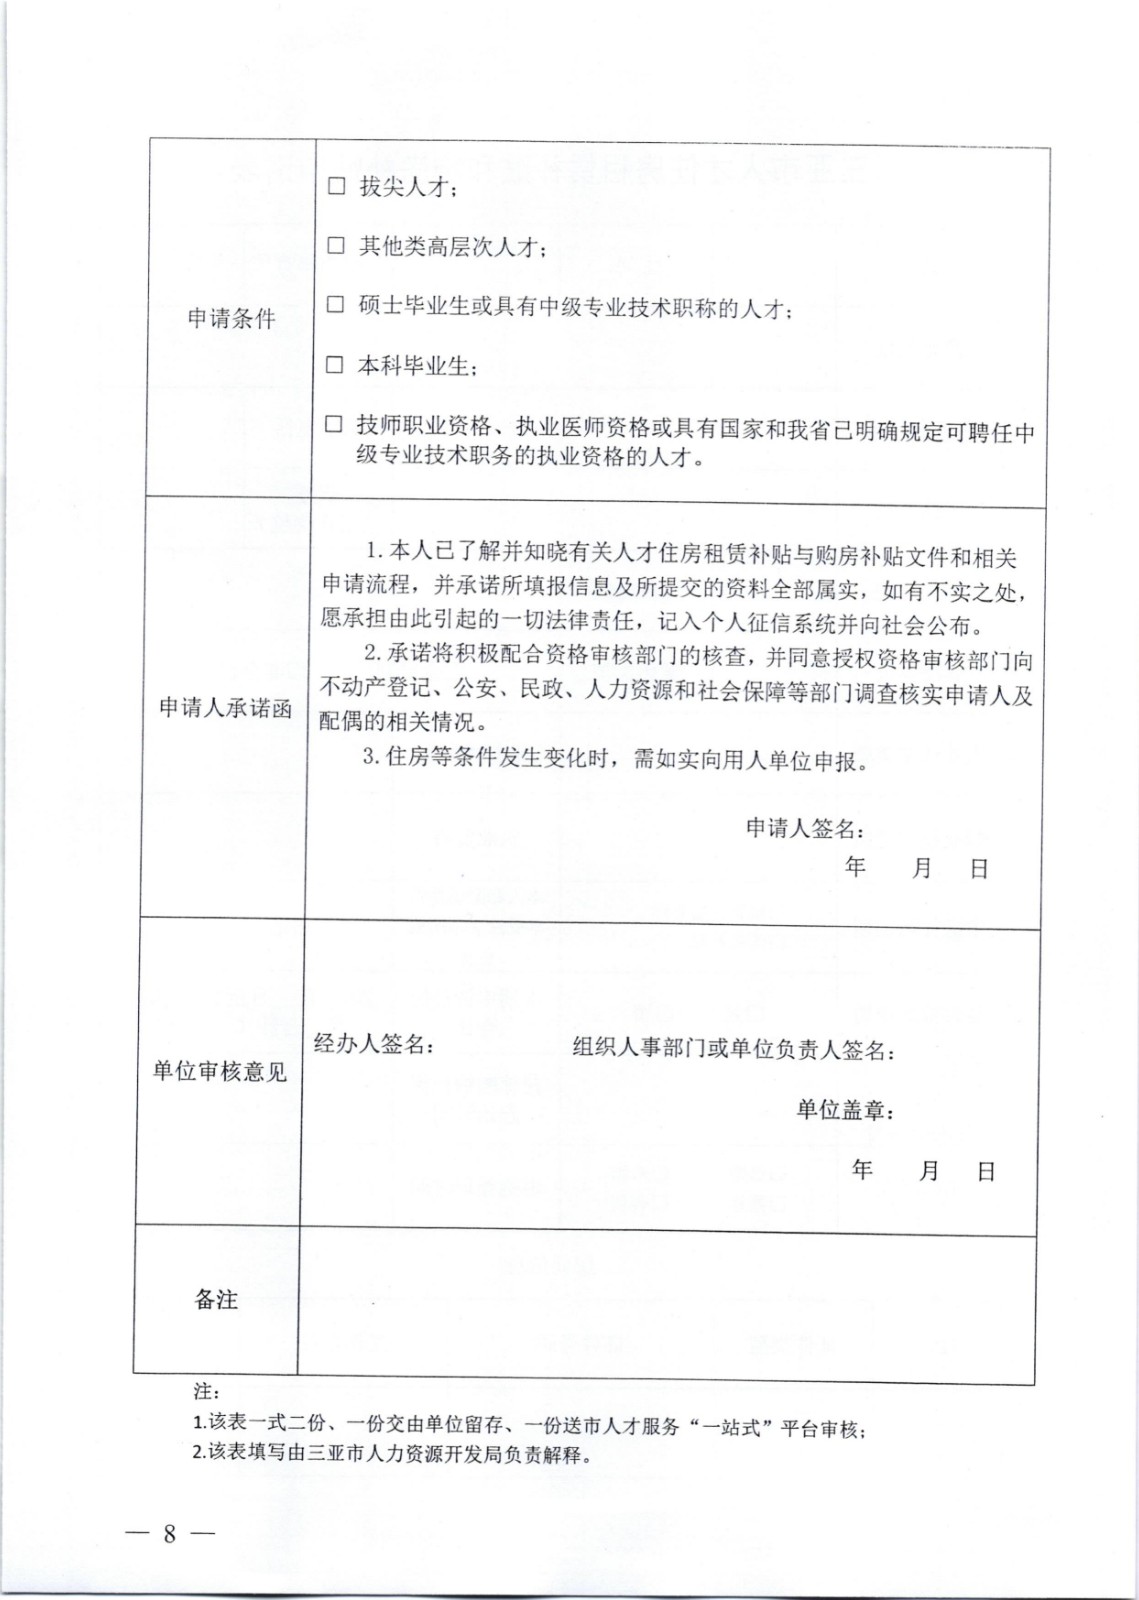 申请条件
□ 拔尖人才；
□ 其他类高层次人才；
□ 硕士毕业生或具有中级专业技术职称的人才；
□ 本科毕业生；
□ 技师职业资格、执业医师资格或具有国家和我省已明确规定可聘任中
级专业技术职务的执业资格的人才。
申请人承诺函
1.本人已了解并知晓有关人才住房租赁补贴与购房补贴文件和相关
申请流程，并承诺所填报信息及所提交的资料全部属实，如有不实之处，
愿承担由此引起的一切法律责任，记入个人征信系统并向社会公布。
2.承诺将积极配合资格审核部门的核查，并同意授权资格审核部门向
不动产登记、公安、民政、人力资源和社会保障等部门调查核实申请人及
配偶的相关情况。
3.住房等条件发生变化时，需如实向用人单位申报。
申请人签名：
年 月 日
单位审核意见
经办人签名： 组织人事部门或单位负责人签名：
单位盖章：
年 月 日
备注
注：
1.该表一式二份、一份交由单位留存、一份送市人才服务“一站式”平台审核；
2.该表填写由三亚市人力资源开发局负责解释。
— 8 —